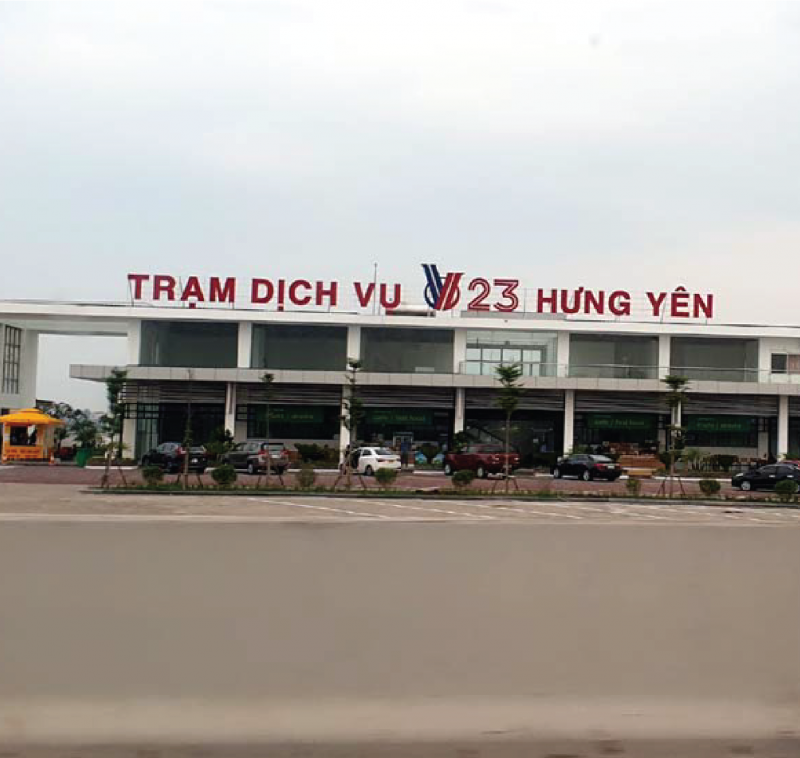 TRẠM DỊCH VỤ V23 HƯNG YÊN